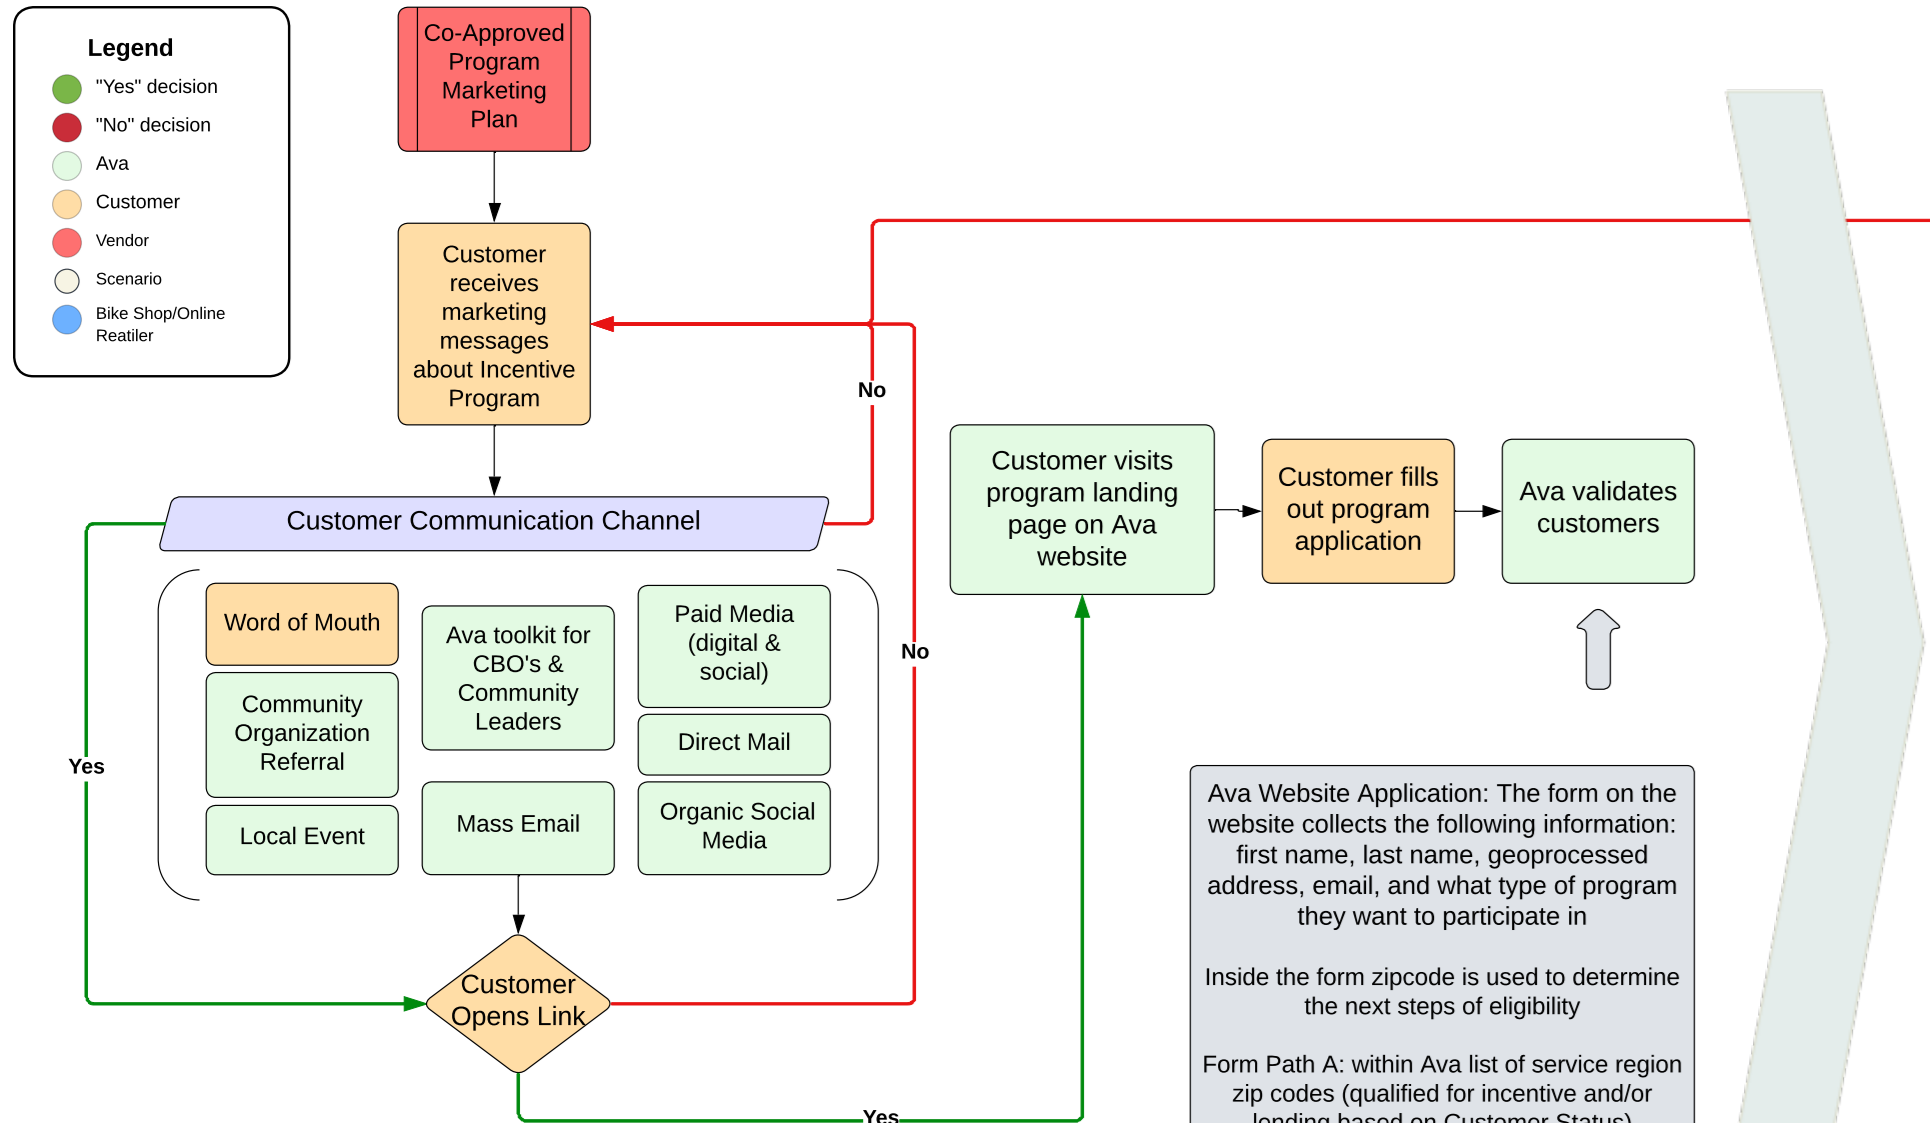 Legend
"Yes" decision
"No" decision
Ava
Customer
Vendor
Scenario
Bike Shop/Online
Reatiler
Co-Approved
Program
Marketing
Plan
Customer
receives
marketing
messages
about Incentive
Program
No
Customer Communication Channel
Word of Mouth
Community
Organization
Referral
Local Event
Ava toolkit for
CBO's &
Community
Leaders
Mass Email
Paid Media
(digital &
social)
Direct Mail
Organic Social
Media
Yes
No
Customer
Opens Link
Yes
Customer visits
program landing
page on Ava
website
Customer fills
out program
application
Ava validates
customers
Ava Website Application: The form on the
website collects the following information:
first name, last name, geoprocessed
address, email, and what type of program
they want to participate in
Inside the form zipcode is used to determine
the next steps of eligibility
Form Path A: within Ava list of service region
zip codes (qualified for incentive and/or
lending based on Customer Status)